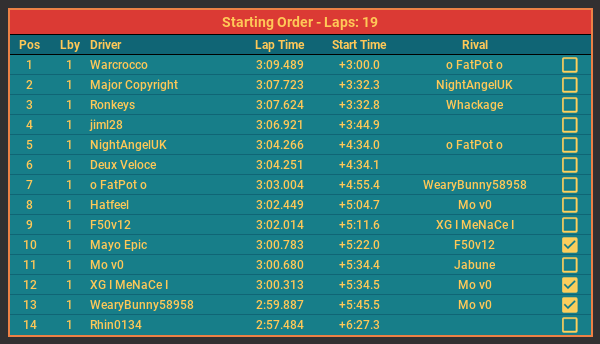 Starting Order - Laps: 19
Pos Lby Driver Lap Time Start Time Rival
1 1 Warcrocco 3:09.489 +3:00.0 o FatPot o
2 1 Major Copyright 3:07.723 +3:32.3 NightAngelUK
3 1 Ronkeys 3:07.624 +3:32.8 Whackage
4 1 jiml28 3:06.921 +3:44.9
5 1 NightAngelUK 3:04.266 +4:34.0 o FatPot o
6 1 Deux Veloce 3:04.251 +4:34.1
7 1 o FatPot o 3:03.004 +4:55.4 WearyBunny58958
8 1 Hatfeel 3:02.449 +5:04.7 Mo v0
9 1 F50v12 3:02.014 +5:11.6 XG l MeNaCe l
10 1 Mayo Epic 3:00.783 +5:22.0 F50v12
11 1 Mo v0 3:00.680 +5:34.4 Jabune
12 1 XG l MeNaCe l 3:00.313 +5:34.5 Mo v0
13 1 WearyBunny58958 2:59.887 +5:45.5 Mo v0
14 1 Rhin0134 2:57.484 +6:27.3